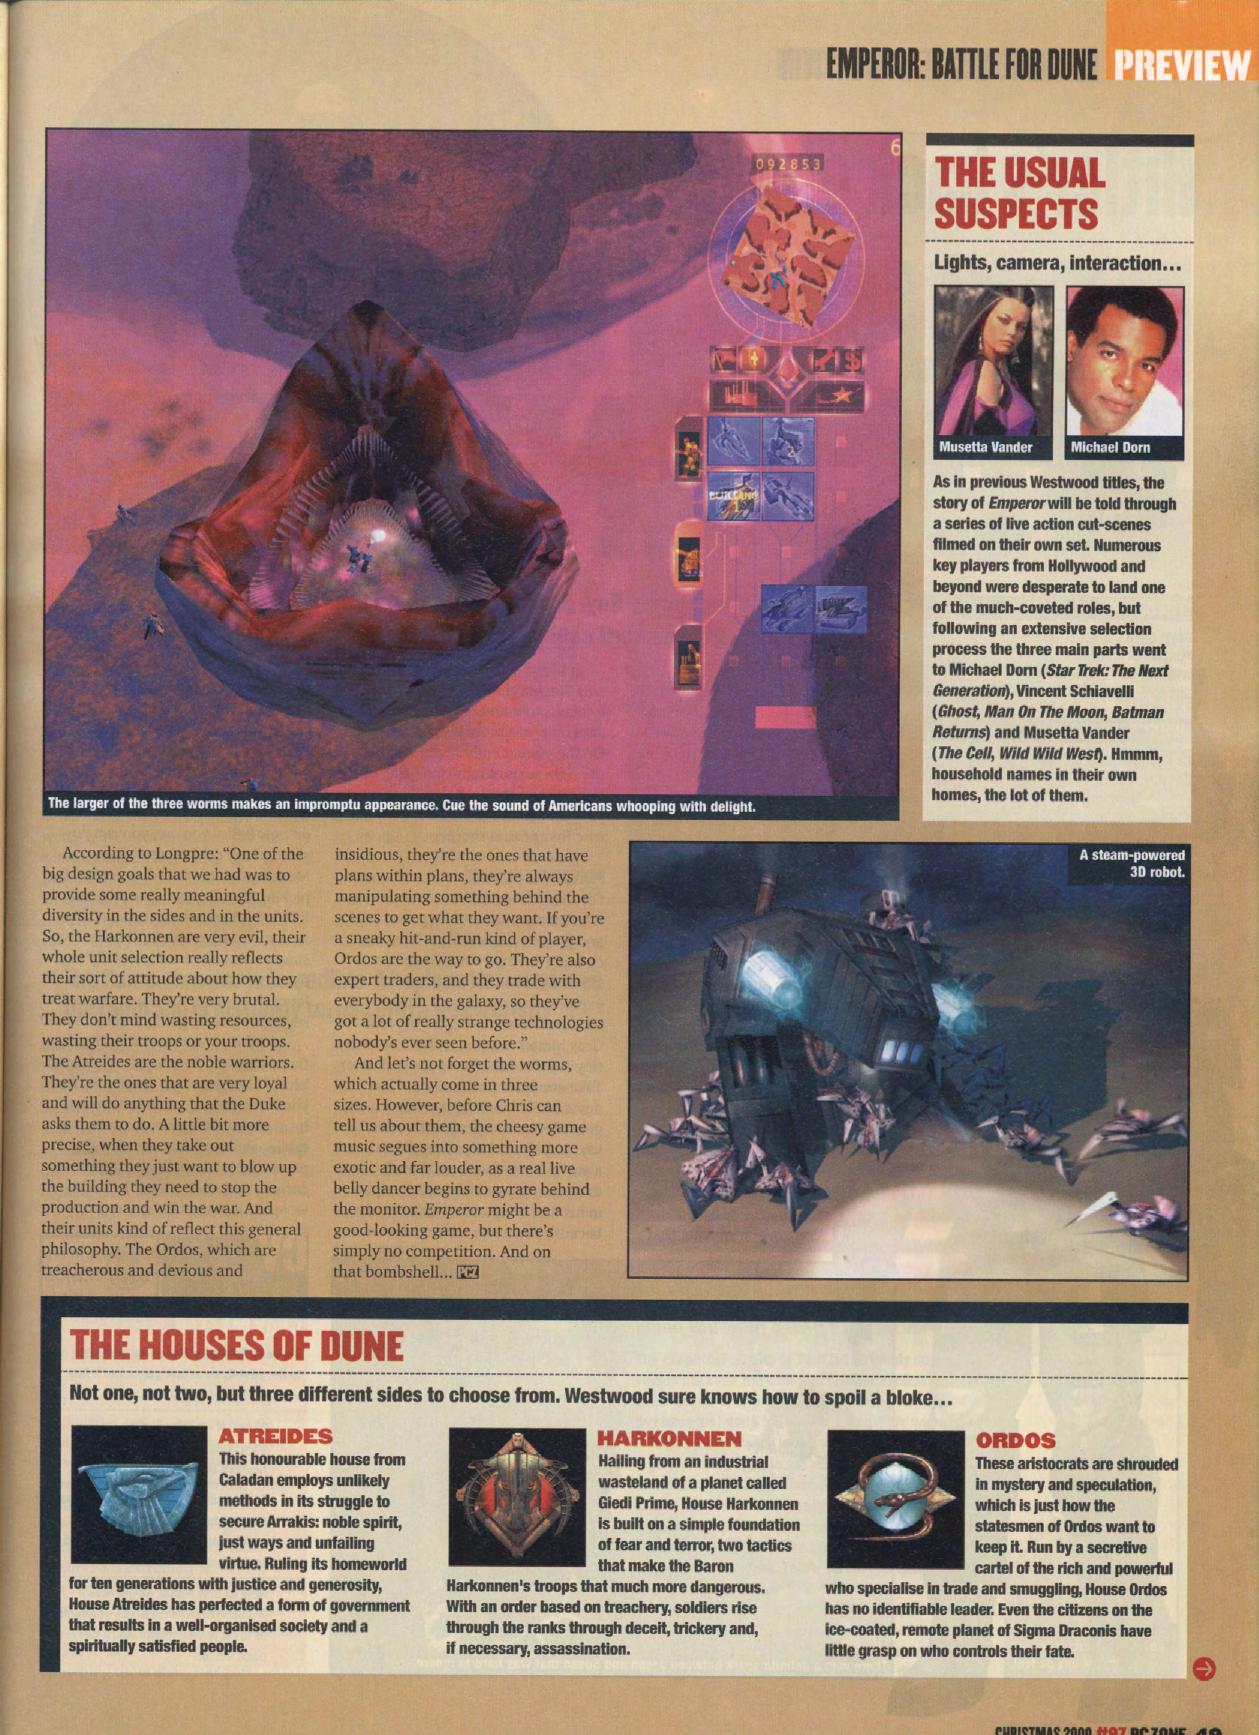 EMPEROR: BATTLE FOR DUNE PREVIEW
6
092853
BUILDING
The larger of the three worms makes an impromptu appearance. Cue the sound of Americans whooping with delight.
THE USUAL
SUSPECTS
Lights, camera, interaction...
Musetta Vander
Michael Dorn
As in previous Westwood titles, the
story of Emperor will be told through
a series of live action cut-scenes
filmed on their own set. Numerous
key players from Hollywood and
beyond were desperate to land one
of the much-coveted roles, but
following an extensive selection
process the three main parts went
to Michael Dorn (Star Trek: The Next
Generation), Vincent Schiavelli
(Ghost, Man On The Moon, Batman
Returns) and Musetta Vander
(The Cell, Wild Wild West). Hmmm,
household names in their own
homes, the lot of them.
According to Longpre: “One of the
big design goals that we had was to
provide some really meaningful
diversity in the sides and in the units.
So, the Harkonnen are very evil, their
whole unit selection really reflects
their sort of attitude about how they
treat warfare. They're very brutal.
They don't mind wasting resources,
wasting their troops or your troops.
The Atreides are the noble warriors.
They're the ones that are very loyal
and will do anything that the Duke
asks them to do. A little bit more
precise, when they take out
something they just want to blow up
the building they need to stop the
production and win the war. And
their units kind of reflect this general
philosophy. The Ordos, which are
treacherous and devious and
insidious, they're the ones that have
plans within plans, they're always
manipulating something behind the
scenes to get what they want. If you're
a sneaky hit-and-run kind of player,
Ordos are the way to go. They're also
expert traders, and they trade with
everybody in the galaxy, so they've
got a lot of really strange technologies
nobody's ever seen before.”
And let's not forget the worms,
which actually come in three
sizes. However, before Chris can
tell us about them, the cheesy game
music segues into something more
exotic and far louder, as a real live
belly dancer begins to gyrate behind
the monitor. Emperor might be a
good-looking game, but there's
simply no competition. And on
that bombshell... PCZ
A steam-powered
3D robot.
THE HOUSES OF DUNE
Not one, not two, but three different sides to choose from. Westwood sure knows how to spoil a bloke...
ATREIDES
This honourable house from
Caladan employs unlikely
methods in its struggle to
secure Arrakis: noble spirit,
just ways and unfailing
virtue. Ruling its homeworld
for ten generations with justice and generosity,
House Atreides has perfected a form of government
that results in a well-organised society and a
spiritually satisfied people.
HARKONNEN
Hailing from an industrial
wasteland of a planet called
Giedi Prime, House Harkonnen
is built on a simple foundation
of fear and terror, two tactics
that make the Baron
Harkonnen's troops that much more dangerous.
With an order based on treachery, soldiers rise
through the ranks through deceit, trickery and,
if necessary, assassination.
ORDOS
These aristocrats are shrouded
in mystery and speculation,
which is just how the
statesmen of Ordos want to
keep it. Run by a secretive
cartel of the rich and powerful
who specialise in trade and smuggling, House Ordos
has no identifiable leader. Even the citizens on the
ice-coated, remote planet of Sigma Draconis have
little grasp on who controls their fate.
CHRISTMAS 2000 #97 PC ZONE